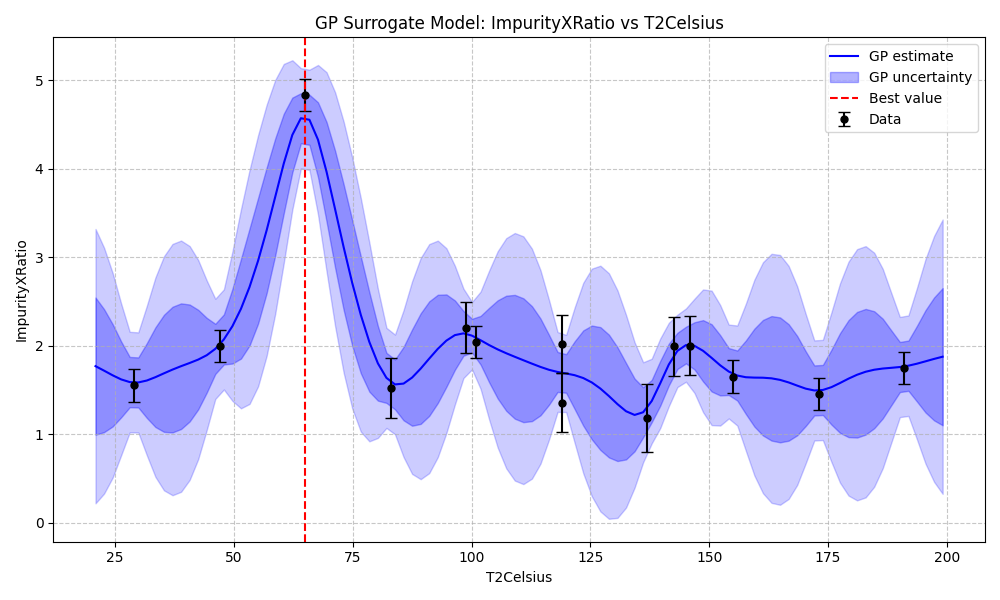 GP Surrogate Model: ImpurityXRatio vs T2Celsius
GP estimate
GP uncertainty
Best value
Data
ImpurityXRatio
5
4
3
2
1
0
25
50
75
100
125
150
175
200
T2Celsius